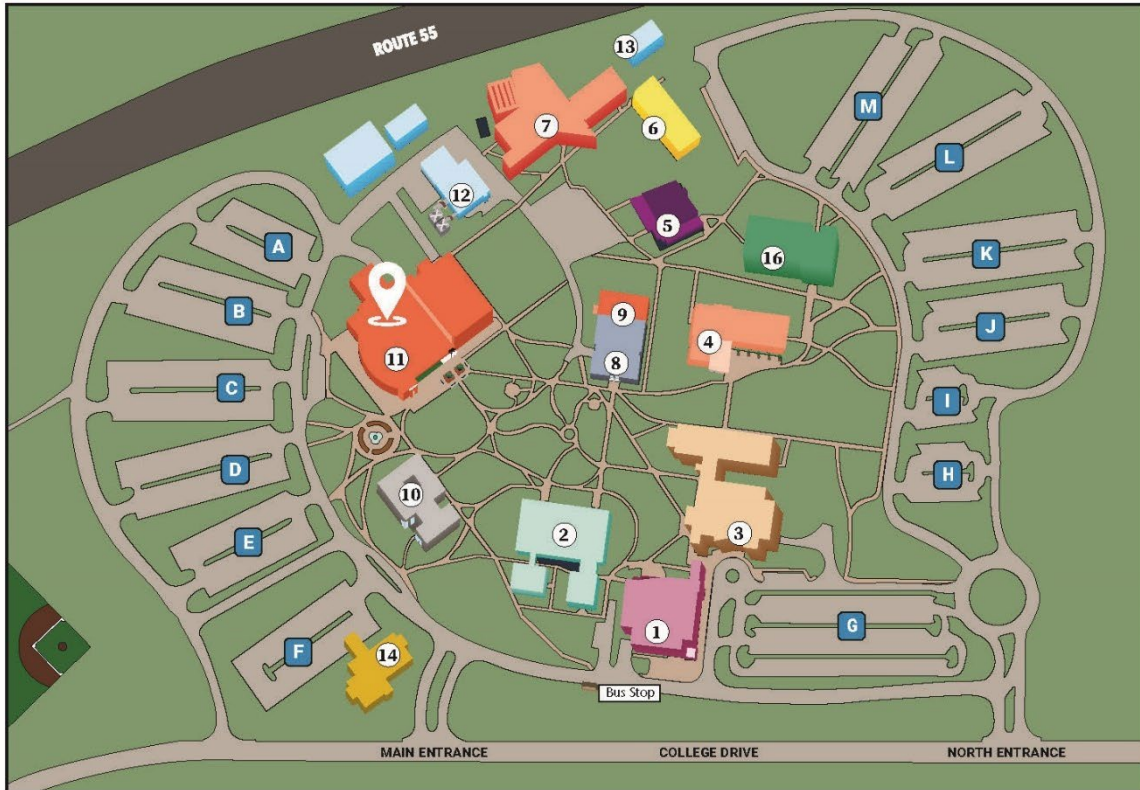 ROUTE 55
13
M
7
6
L
12
5
A
16
K
B
9
J
4
11
8
C
I
D
H
10
E
2
3
G
1
F
14
Bus Stop
MAIN ENTRANCE
COLLEGE DRIVE
NORTH ENTRANCE